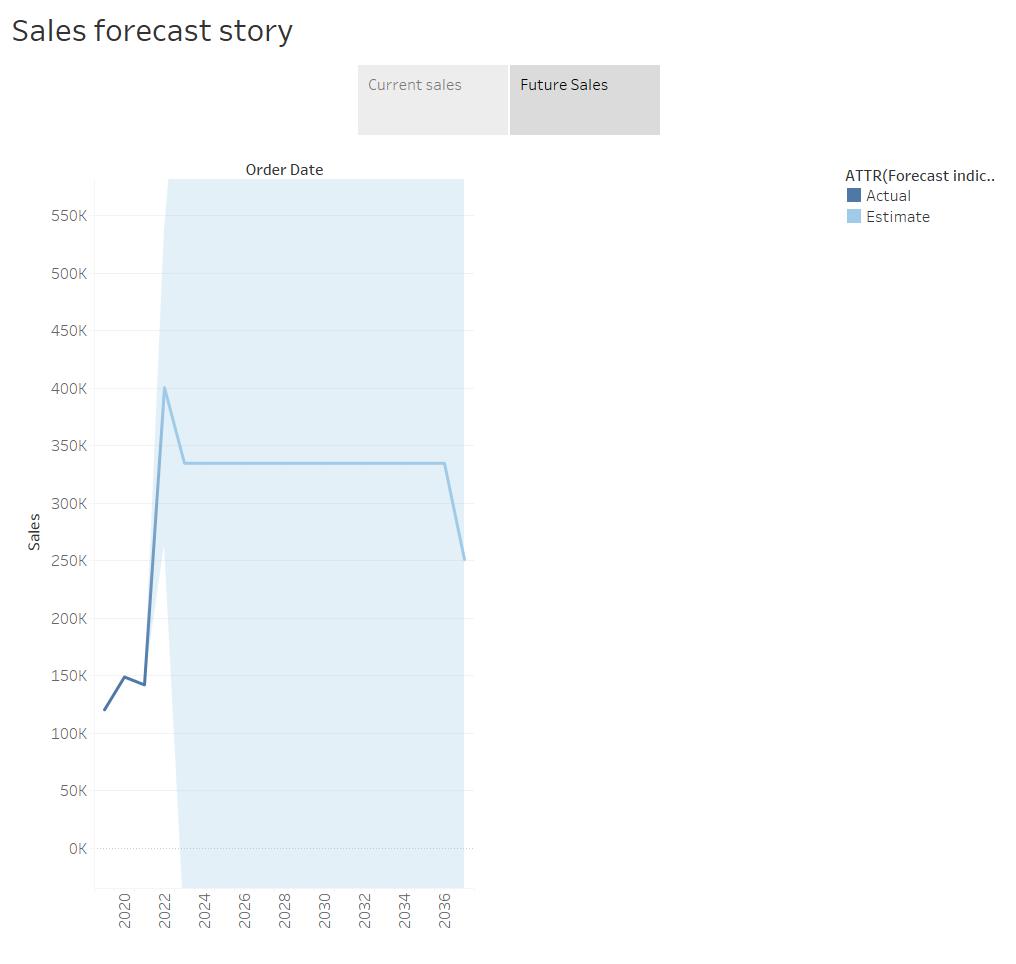 Sales forecast story
Current sales
Future Sales
Order Date
ATTR(Forecast indic..
Actual
Estimate
550K
500K
450K
400K
350K
300K
250K
200K
150K
100K
50K
0K
Sales
2020
2022
2024
2026
2028
2030
2032
2034
2036